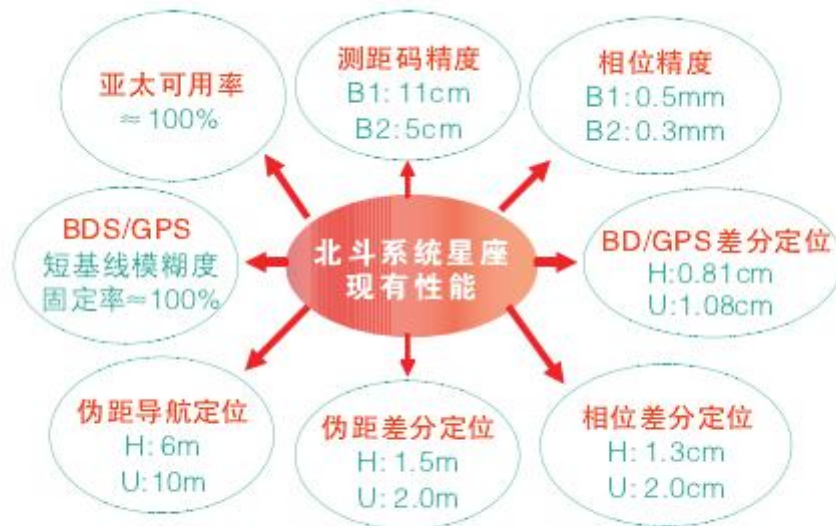 亚太可用率
≈100%
测距码精度
B1:11cm
B2:5cm
相位精度
B1:0.5mm
B2:0.3mm
BDS/GPS
短基线模糊度
固定率≈100%
北斗系统星座
现有性能
BD/GPS差分定位
H:0.81cm
U:1.08cm
伪距导航定位
H: 6m
U:10m
伪距差分定位
H: 1.5m
U: 2.0m
相位差分定位
H: 1.3cm
U: 2.0cm